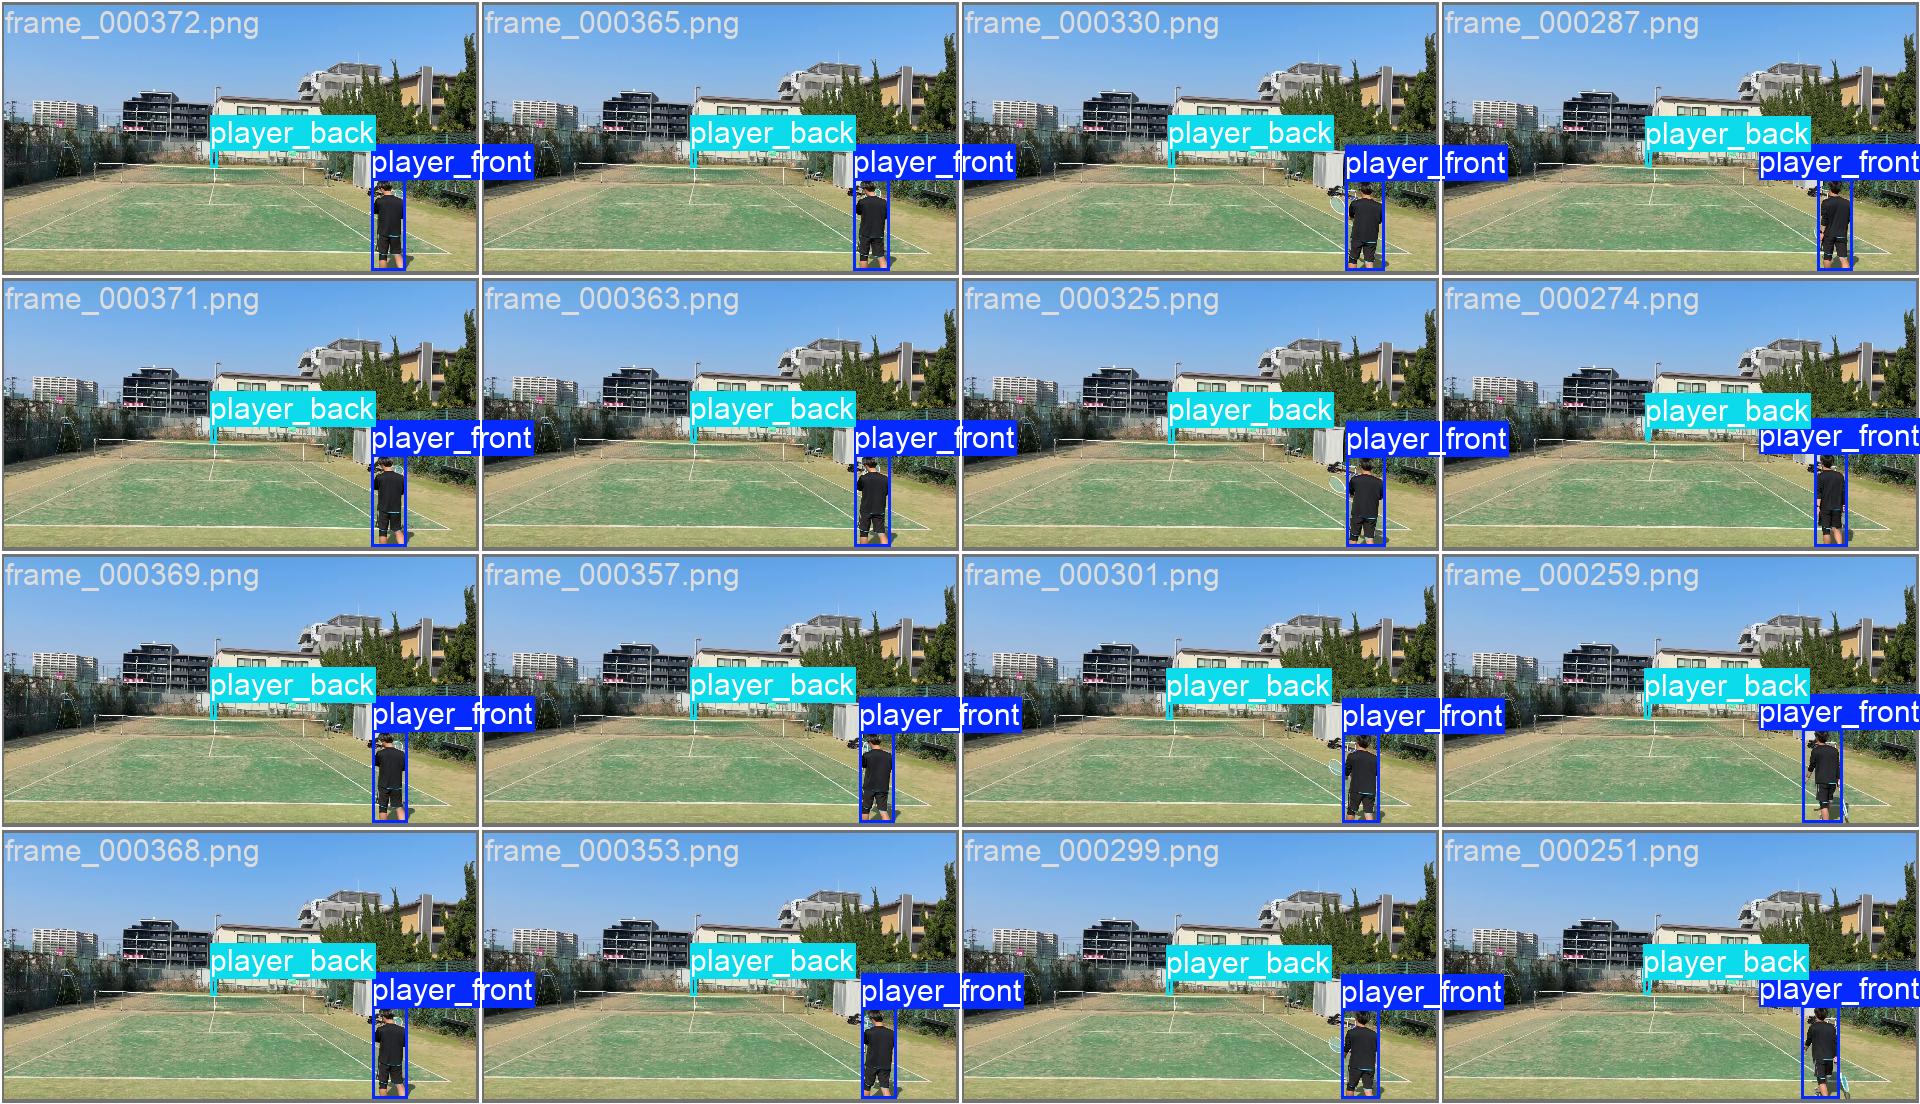 frame_000372.png
player_back
player_front
frame_000365.png
player_back
player_front
frame_000330.png
player_back
player_front
frame_000287.png
player_back
player_front
frame_000371.png
player_back
player_front
frame_000363.png
player_back
player_front
frame_000325.png
player_back
player_front
frame_000274.png
player_back
player_front
frame_000369.png
player_back
player_front
frame_000357.png
player_back
player_front
frame_000301.png
player_back
player_front
frame_000259.png
player_back
player_front
frame_000368.png
player_back
player_front
frame_000353.png
player_back
player_front
frame_000299.png
player_back
player_front
frame_000251.png
player_back
player_front